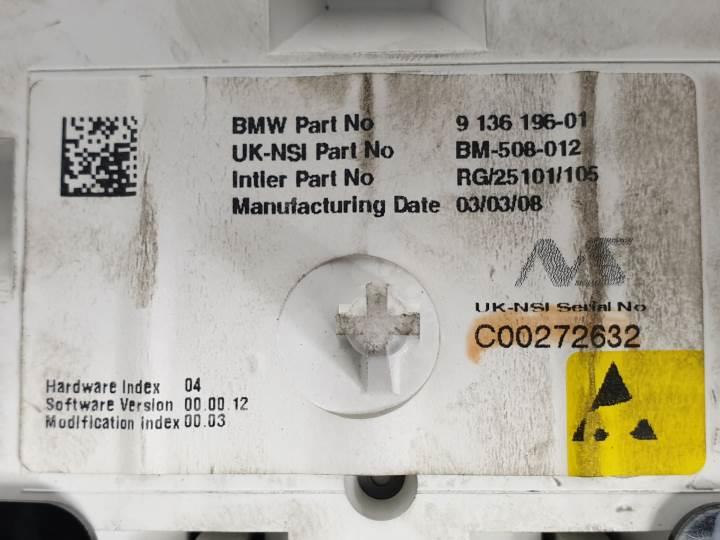 BMW Part No 9 136 196-01
UK-NSI Part No BM-508-012
Intier Part No RG/25101/105
Manufacturing Date 03/03/08
NS
UK-NSI Serial No
C00272632
Hardware Index 04
Software Version 00.00.12
Modification Index 00.03